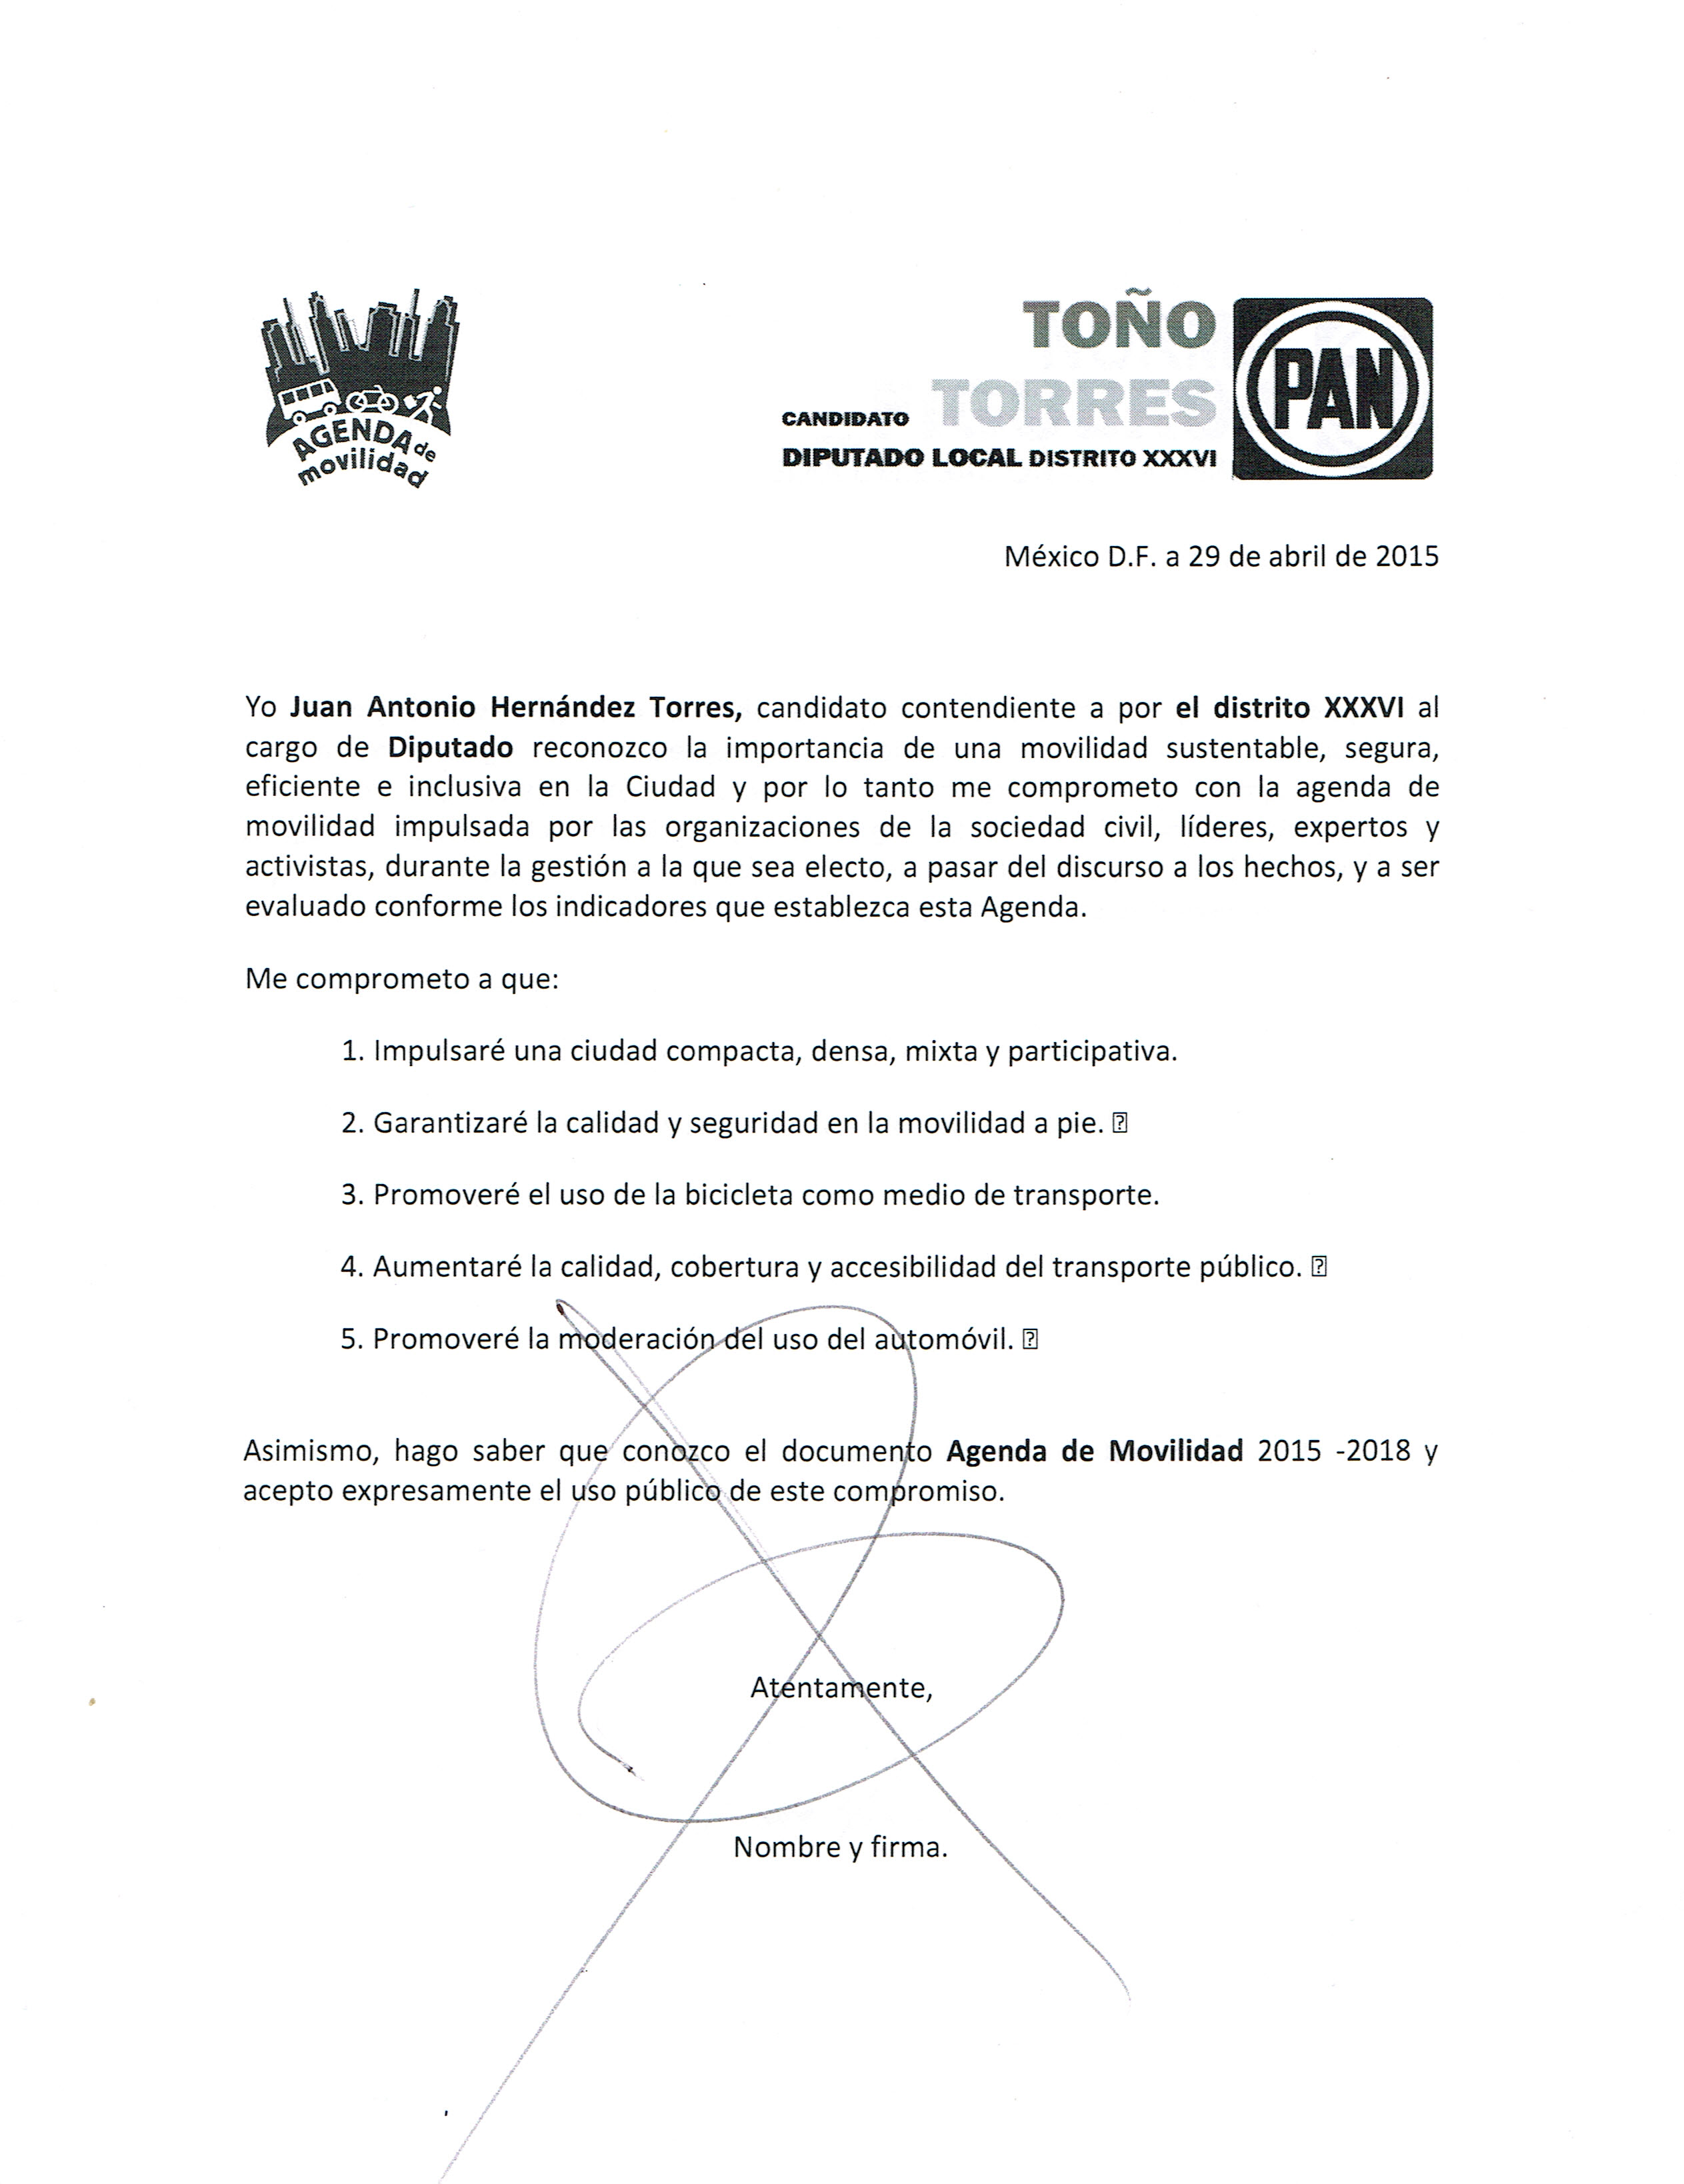 AGENDA de
movilidad
TOÑO
TORRES
CANDIDATO
DIPUTADO LOCAL DISTRITO XXXVI
PAN
México D.F. a 29 de abril de 2015
Yo Juan Antonio Hernández Torres, candidato contendiente a por el distrito XXXVI al
cargo de Diputado reconozco la importancia de una movilidad sustentable, segura,
eficiente e inclusiva en la Ciudad y por lo tanto me comprometo con la agenda de
movilidad impulsada por las organizaciones de la sociedad civil, líderes, expertos y
activistas, durante la gestión a la que sea electo, a pasar del discurso a los hechos, y a ser
evaluado conforme los indicadores que establezca esta Agenda.
Me comprometo a que:
1. Impulsaré una ciudad compacta, densa, mixta y participativa.
2. Garantizaré la calidad y seguridad en la movilidad a pie. ⍰
3. Promoveré el uso de la bicicleta como medio de transporte.
4. Aumentaré la calidad, cobertura y accesibilidad del transporte público. ⍰
5. Promoveré la moderación del uso del automóvil. ⍰
Asimismo, hago saber que conozco el documento Agenda de Movilidad 2015 -2018 y
acepto expresamente el uso público de este compromiso.
Atentamente,
Nombre y firma.